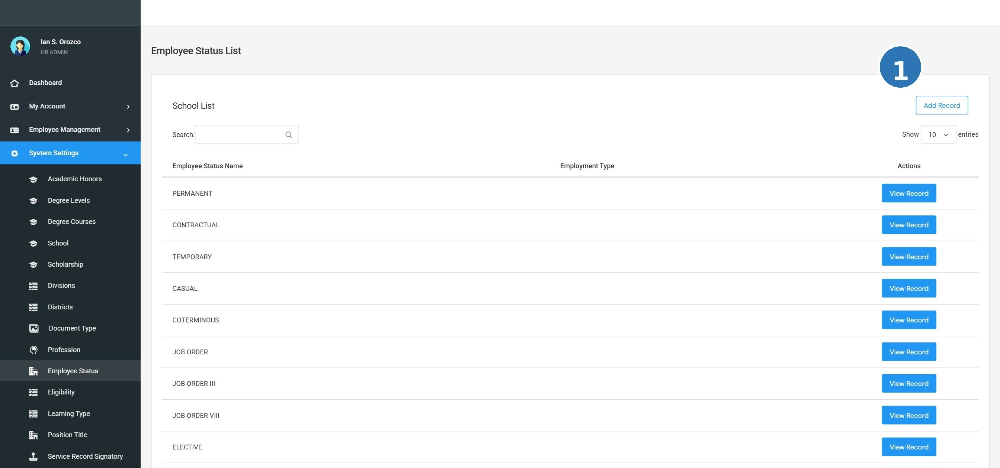 Ian S. Orozco
HR ADMIN
Dashboard
My Account
Employee Management
System Settings
Academic Honors
Degree Levels
Degree Courses
School
Scholarship
Divisions
Districts
Document Type
Profession
Employee Status
Eligibility
Learning Type
Position Title
Service Record Signatory
Employee Status List
1
School List
Add Record
Search:
Show 10 entries
Employee Status Name Employment Type Actions
PERMANENT View Record
CONTRACTUAL View Record
TEMPORARY View Record
CASUAL View Record
COTERMINOUS View Record
JOB ORDER View Record
JOB ORDER III View Record
JOB ORDER VIII View Record
ELECTIVE View Record